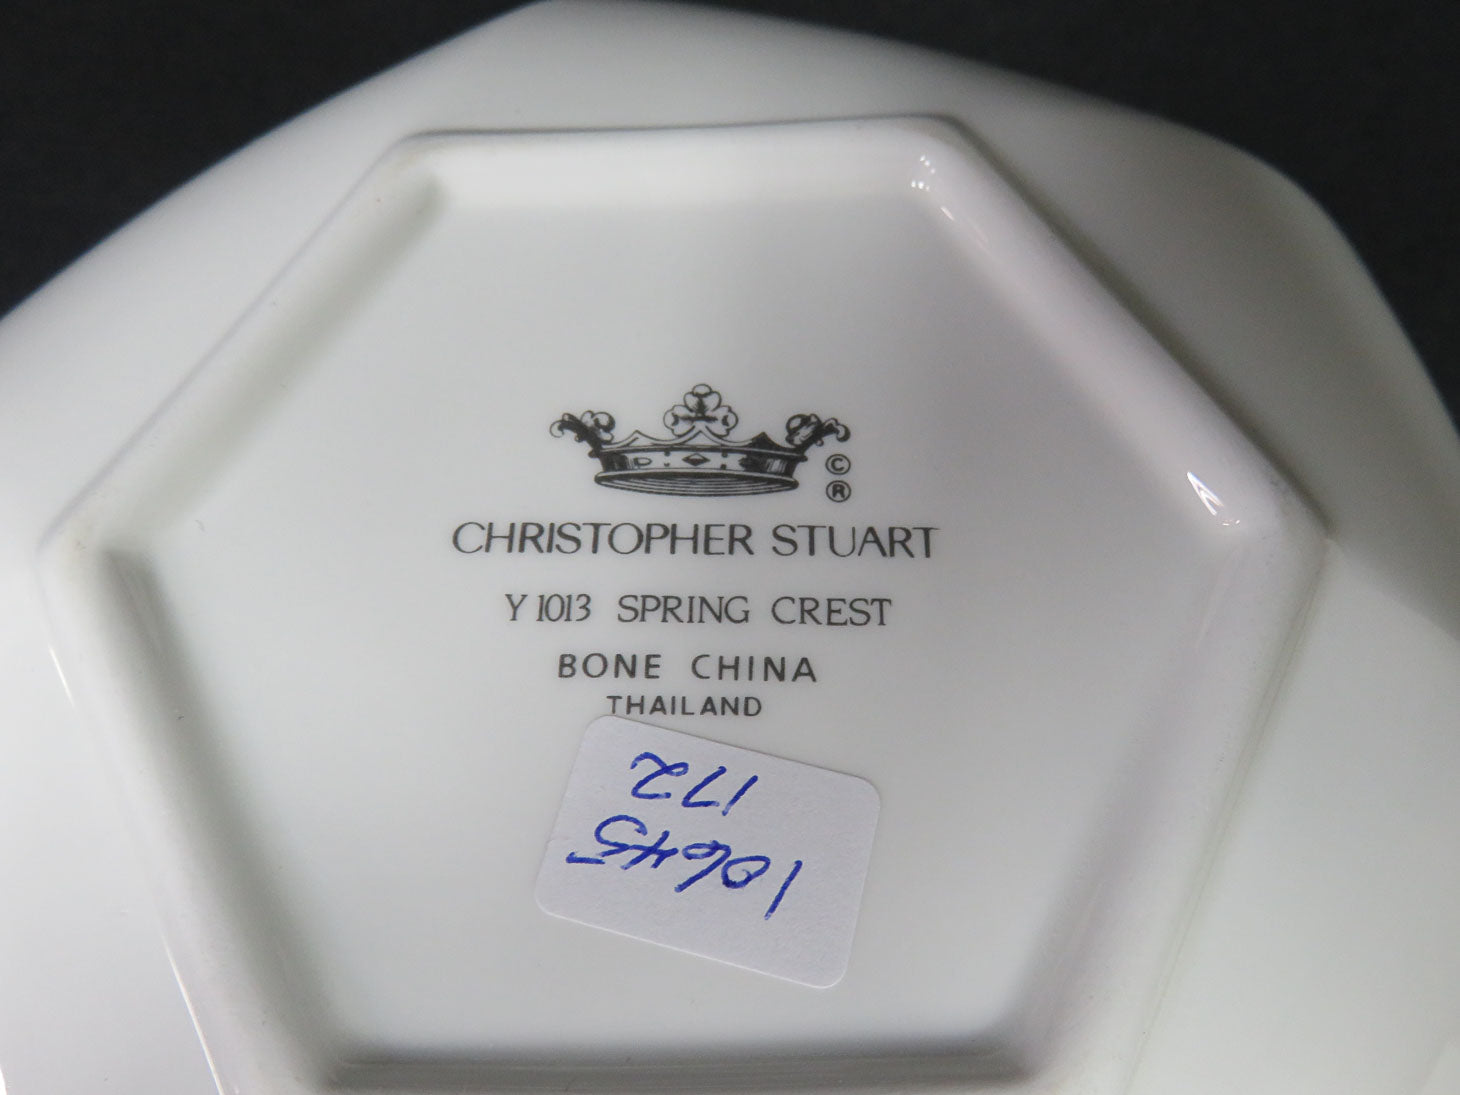 ©
®
CHRISTOPHER STUART
Y 1013 SPRING CREST
BONE CHINA
THAILAND
10645
172